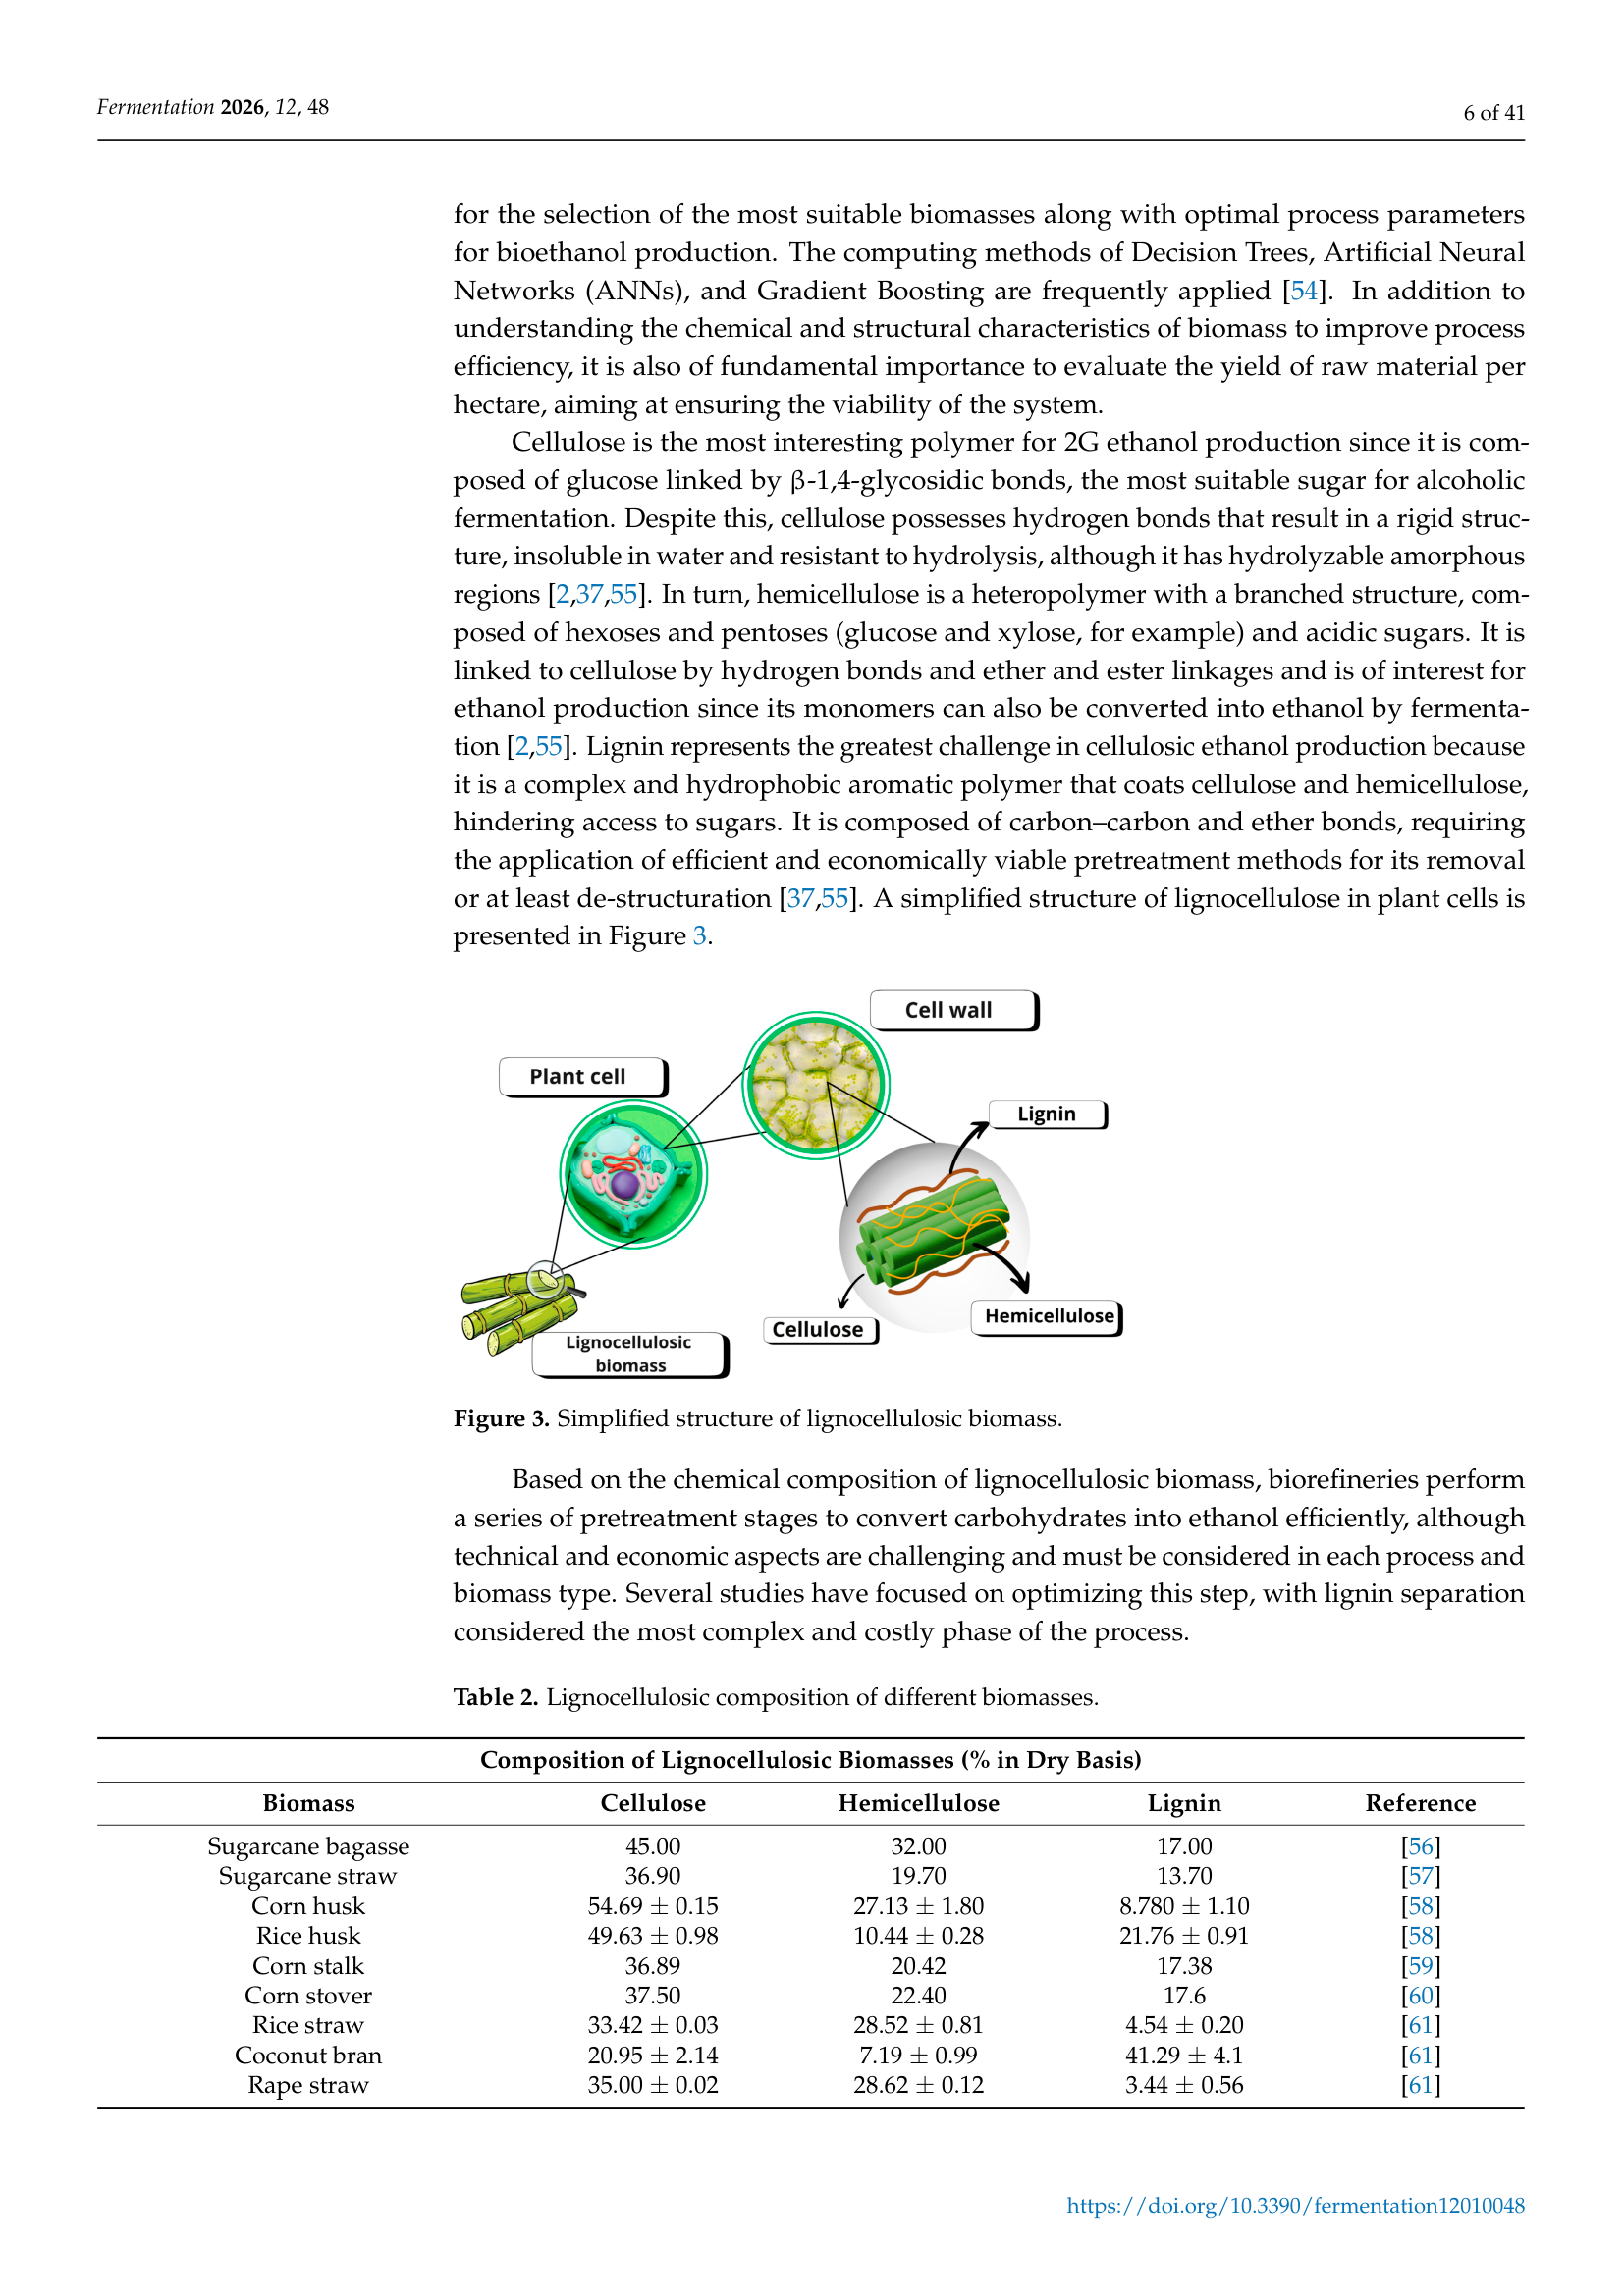 Fermentation 2026, 12, 48
6 of 41
for the selection of the most suitable biomasses along with optimal process parameters
for bioethanol production. The computing methods of Decision Trees, Artificial Neural
Networks (ANNs), and Gradient Boosting are frequently applied [54]. In addition to
understanding the chemical and structural characteristics of biomass to improve process
efficiency, it is also of fundamental importance to evaluate the yield of raw material per
hectare, aiming at ensuring the viability of the system.
Cellulose is the most interesting polymer for 2G ethanol production since it is com-
posed of glucose linked by β-1,4-glycosidic bonds, the most suitable sugar for alcoholic
fermentation. Despite this, cellulose possesses hydrogen bonds that result in a rigid struc-
ture, insoluble in water and resistant to hydrolysis, although it has hydrolyzable amorphous
regions [2,37,55]. In turn, hemicellulose is a heteropolymer with a branched structure, com-
posed of hexoses and pentoses (glucose and xylose, for example) and acidic sugars. It is
linked to cellulose by hydrogen bonds and ether and ester linkages and is of interest for
ethanol production since its monomers can also be converted into ethanol by fermenta-
tion [2,55]. Lignin represents the greatest challenge in cellulosic ethanol production because
it is a complex and hydrophobic aromatic polymer that coats cellulose and hemicellulose,
hindering access to sugars. It is composed of carbon–carbon and ether bonds, requiring
the application of efficient and economically viable pretreatment methods for its removal
or at least de-structuration [37,55]. A simplified structure of lignocellulose in plant cells is
presented in Figure 3.
Cell wall
Plant cell
Lignin
Hemicellulose
Cellulose
Lignocellulosic
biomass
Figure 3. Simplified structure of lignocellulosic biomass.
Based on the chemical composition of lignocellulosic biomass, biorefineries perform
a series of pretreatment stages to convert carbohydrates into ethanol efficiently, although
technical and economic aspects are challenging and must be considered in each process and
biomass type. Several studies have focused on optimizing this step, with lignin separation
considered the most complex and costly phase of the process.
Table 2. Lignocellulosic composition of different biomasses.
Composition of Lignocellulosic Biomasses (% in Dry Basis)
Biomass Cellulose Hemicellulose Lignin Reference
Sugarcane bagasse 45.00 32.00 17.00 [56]
Sugarcane straw 36.90 19.70 13.70 [57]
Corn husk 54.69 ± 0.15 27.13 ± 1.80 8.780 ± 1.10 [58]
Rice husk 49.63 ± 0.98 10.44 ± 0.28 21.76 ± 0.91 [58]
Corn stalk 36.89 20.42 17.38 [59]
Corn stover 37.50 22.40 17.6 [60]
Rice straw 33.42 ± 0.03 28.52 ± 0.81 4.54 ± 0.20 [61]
Coconut bran 20.95 ± 2.14 7.19 ± 0.99 41.29 ± 4.1 [61]
Rape straw 35.00 ± 0.02 28.62 ± 0.12 3.44 ± 0.56 [61]
https://doi.org/10.3390/fermentation12010048